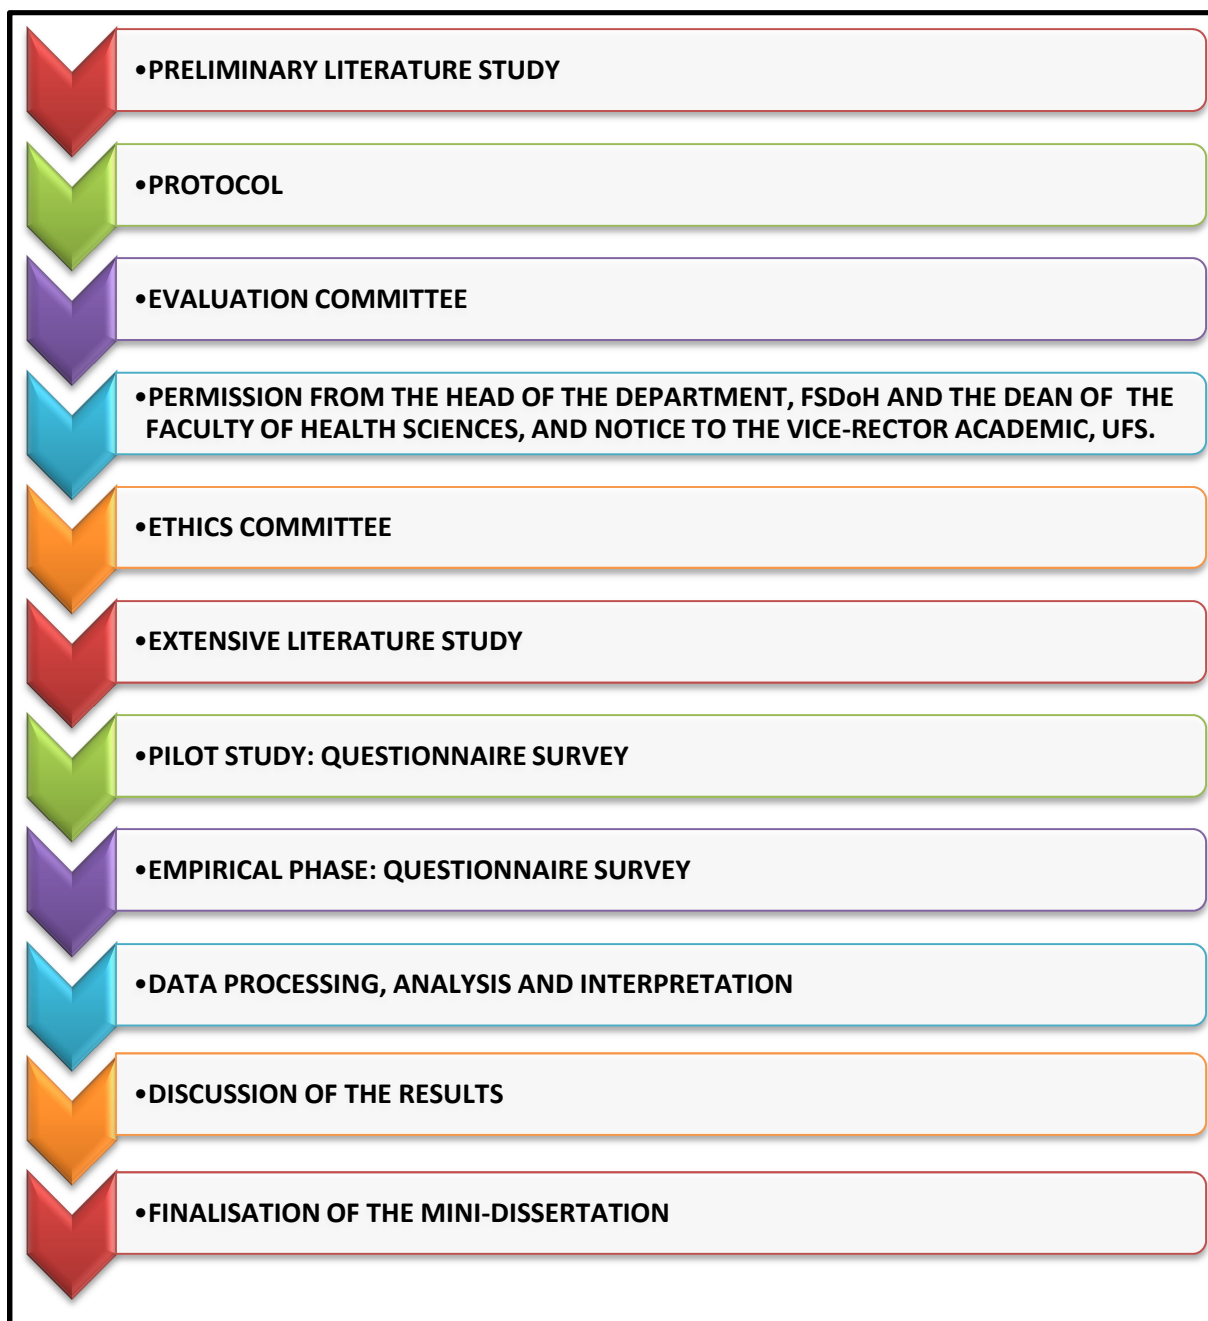 •PRELIMINARY LITERATURE STUDY
•PROTOCOL
•EVALUATION COMMITTEE
•PERMISSION FROM THE HEAD OF THE DEPARTMENT, FSDoH AND THE DEAN OF THE
FACULTY OF HEALTH SCIENCES, AND NOTICE TO THE VICE-RECTOR ACADEMIC, UFS.
•ETHICS COMMITTEE
•EXTENSIVE LITERATURE STUDY
•PILOT STUDY: QUESTIONNAIRE SURVEY
•EMPIRICAL PHASE: QUESTIONNAIRE SURVEY
•DATA PROCESSING, ANALYSIS AND INTERPRETATION
•DISCUSSION OF THE RESULTS
•FINALISATION OF THE MINI-DISSERTATION